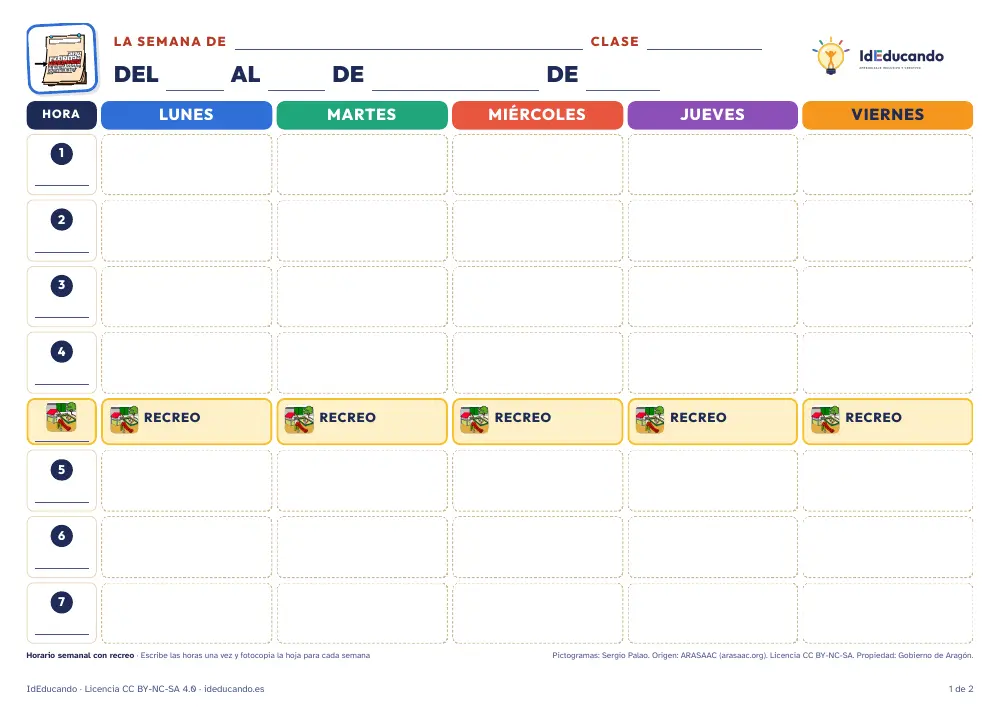 LA SEMANA DE CLASE
DEL AL DE DE
IdEducando
HORA LUNES MARTES MIÉRCOLES JUEVES VIERNES
1
2
3
4
RECREO RECREO RECREO RECREO RECREO
5
6
7
Horario semanal con recreo · Escribe las horas una vez y fotocopia la hoja para cada semana
Pictogramas: Sergio Palao. Origen: ARASAAC (arasaac.org). Licencia CC BY-NC-SA. Propiedad: Gobierno de Aragón.
IdEducando · Licencia CC BY-NC-SA 4.0 · ideducando.es
1 de 2